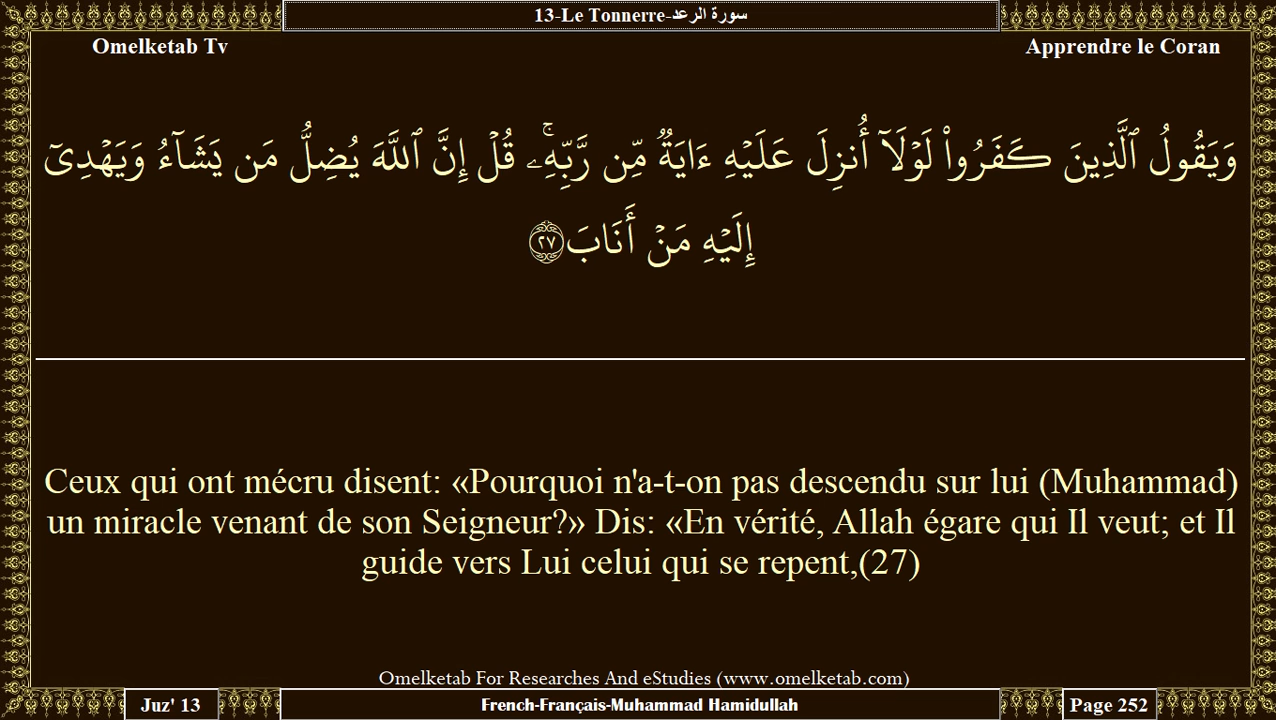 13-Le Tonnerre-سورة الرعد
Omelketab Tv
Apprendre le Coran
وَيَقُولُ ٱلَّذِينَ كَفَرُوا۟ لَوْلَآ أُنزِلَ عَلَيْهِ ءَايَةٌ مِّن رَّبِّهِۦ ۗ قُلْ إِنَّ ٱللَّهَ يُضِلُّ مَن يَشَآءُ وَيَهْدِىٓ
إِلَيْهِ مَنْ أَنَابَ ٢٧
Ceux qui ont mécru disent: «Pourquoi n'a-t-on pas descendu sur lui (Muhammad)
un miracle venant de son Seigneur?» Dis: «En vérité, Allah égare qui Il veut; et Il
guide vers Lui celui qui se repent,(27)
Omelketab For Researches And eStudies (www.omelketab.com)
Juz' 13
French-Français-Muhammad Hamidullah
Page 252